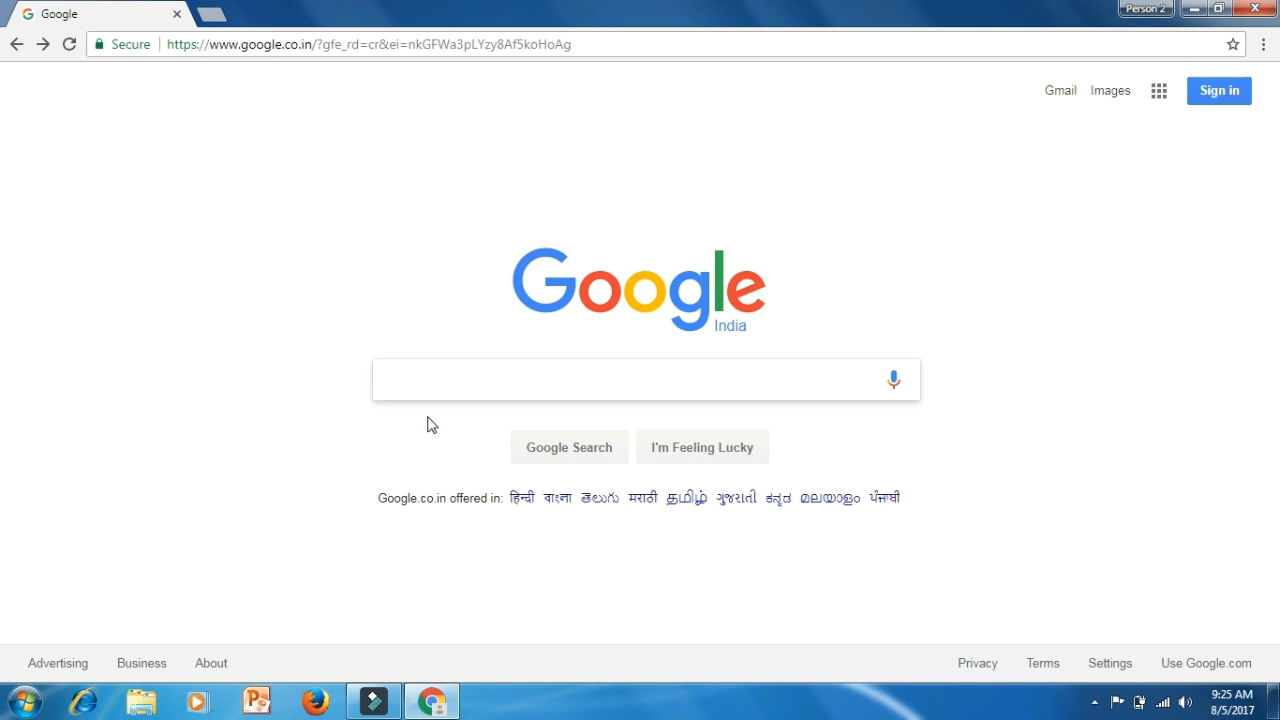 Google
Person 2
Secure
https://www.google.co.in/?gfe_rd=cr&ei=nkGFWa3pLYzy8Af5koHoAg
Gmail Images Sign in
Google
India
Google Search I'm Feeling Lucky
Google.co.in offered in: हिन्दी বাংলা తెలుగు मराठी தமிழ் ગુજરાતી ಕನ್ನಡ മലയാളം ਪੰਜਾਬੀ
Advertising Business About Privacy Terms Settings Use Google.com
9:25 AM
8/5/2017